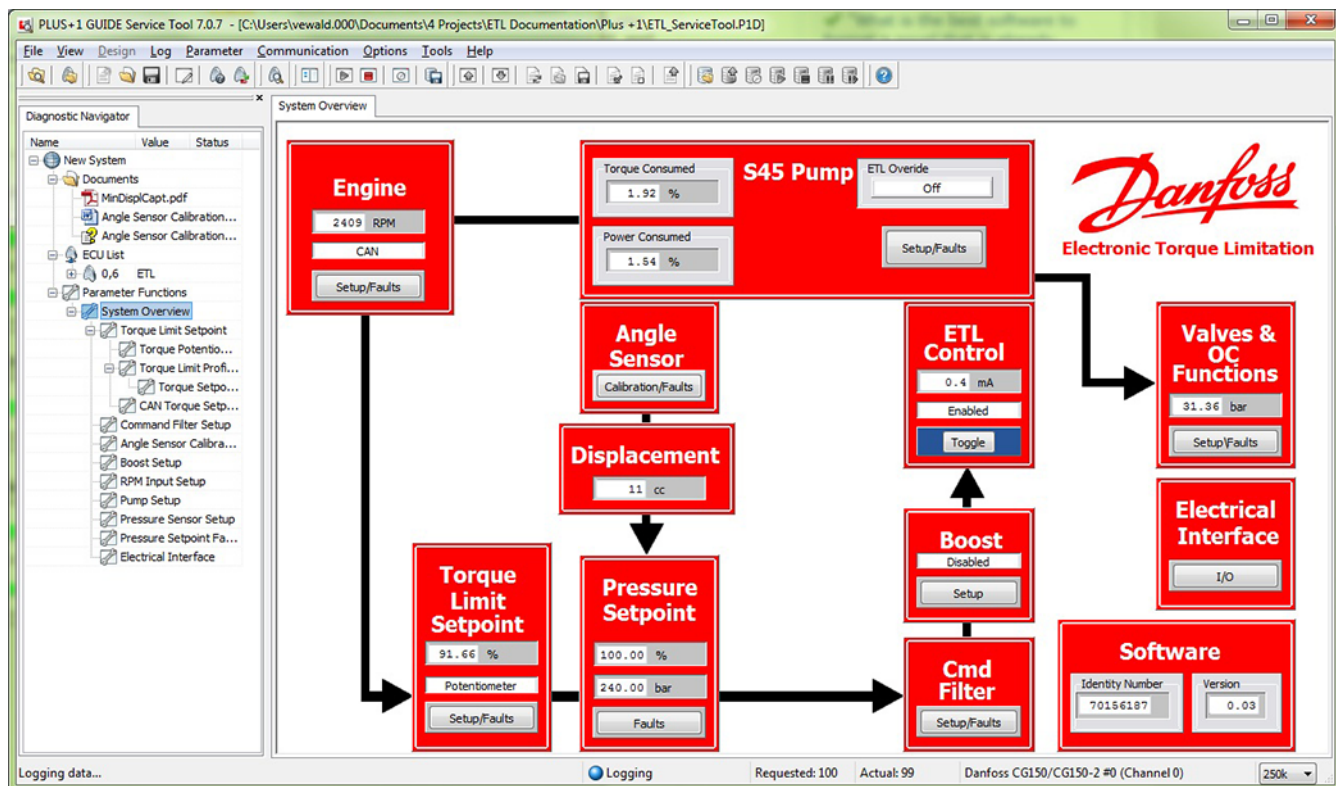 PLUS+1 GUIDE Service Tool 7.0.7 - [C:\Users\vewald.000\Documents\4 Projects\ETL Documentation\Plus +1\ETL_ServiceTool.P1D]
File View Design Log Parameter Communication Options Tools Help
Diagnostic Navigator
Name Value Status
New System
Documents
MinDisplCapt.pdf
Angle Sensor Calibration...
Angle Sensor Calibration...
ECU List
0,6 ETL
Parameter Functions
System Overview
Torque Limit Setpoint
Torque Potentio...
Torque Limit Profi...
Torque Setpo...
CAN Torque Setp...
Command Filter Setup
Angle Sensor Calibra...
Boost Setup
RPM Input Setup
Pump Setup
Pressure Sensor Setup
Pressure Setpoint Fa...
Electrical Interface
System Overview
Engine
2409 RPM
CAN
Setup/Faults
Torque Consumed
1.92 %
Power Consumed
1.54 %
S45 Pump
ETL Overide
Off
Setup/Faults
Danfoss
Electronic Torque Limitation
Angle
Sensor
Calibration/Faults
Displacement
11 cc
ETL
Control
0.4 mA
Enabled
Toggle
Valves &
OC
Functions
31.36 bar
Setup\Faults
Torque
Limit
Setpoint
91.66 %
Potentiometer
Setup/Faults
Pressure
Setpoint
100.00 %
240.00 bar
Faults
Boost
Disabled
Setup
Cmd
Filter
Setup/Faults
Electrical
Interface
I/O
Software
Identity Number
70156187
Version
0.03
Logging data... Logging Requested: 100 Actual: 99 Danfoss CG150/CG150-2 #0 (Channel 0) 250k